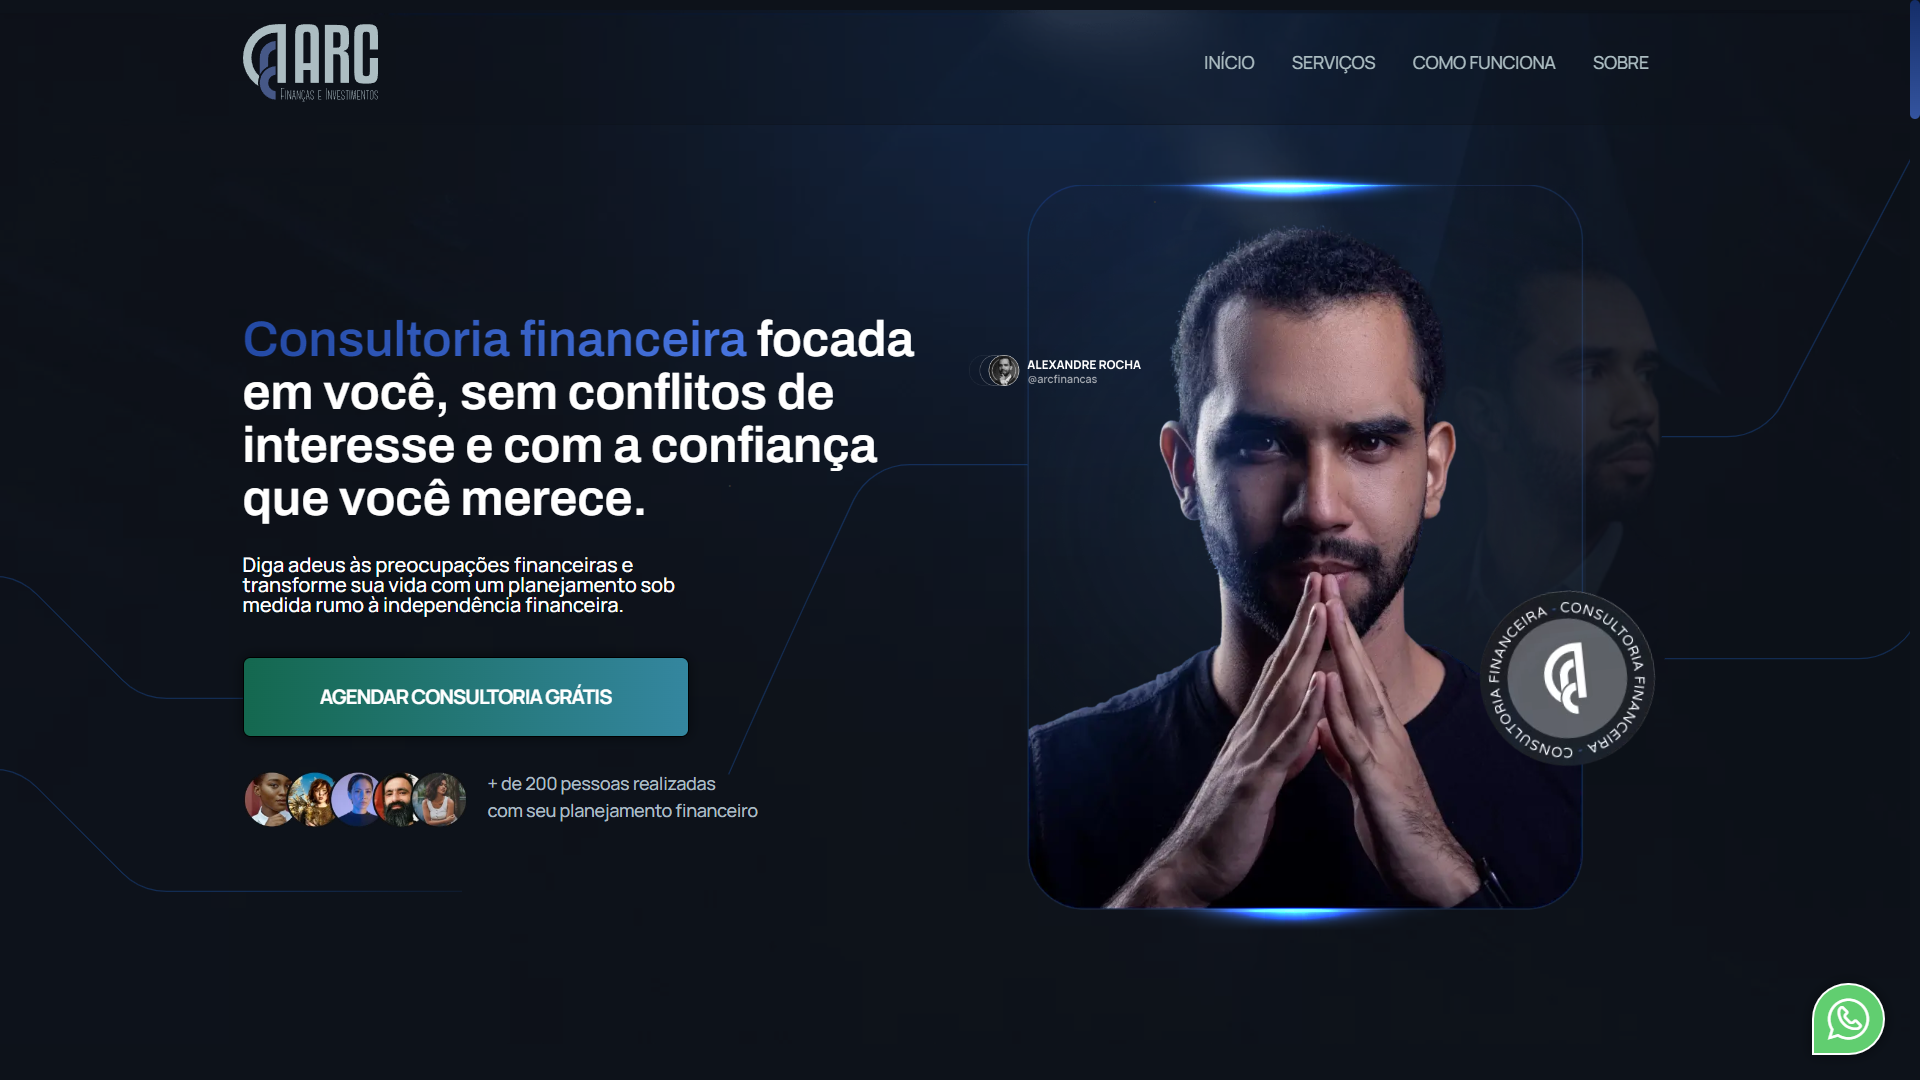 ARC
FINANÇAS E INVESTIMENTOS
INÍCIO
SERVIÇOS
COMO FUNCIONA
SOBRE
Consultoria financeira focada
em você, sem conflitos de
interesse e com a confiança
que você merece.
Diga adeus às preocupações financeiras e
transforme sua vida com um planejamento sob
medida rumo à independência financeira.
AGENDAR CONSULTORIA GRÁTIS
+ de 200 pessoas realizadas
com seu planejamento financeiro
ALEXANDRE ROCHA
@arcfinancas
CONSULTORIA FINANCEIRA · CONSULTORIA FINANCEIRA ·